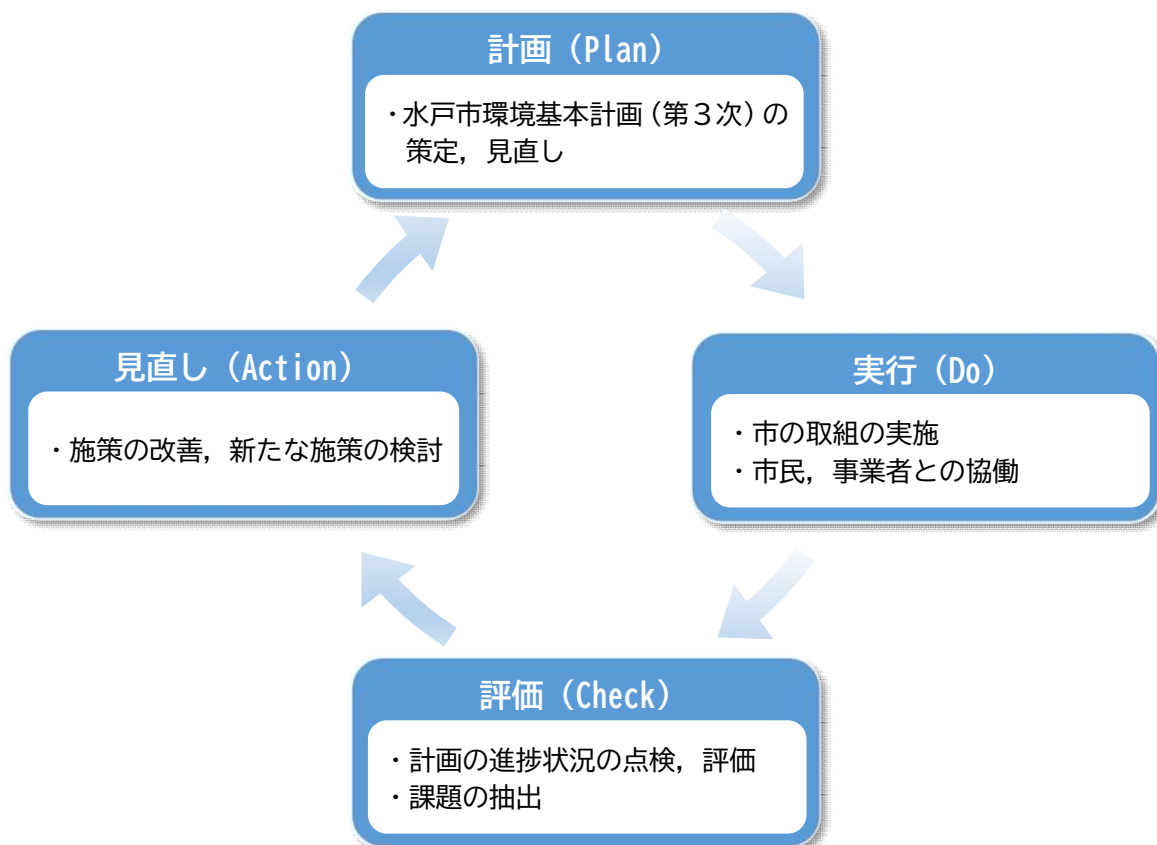 計画（Plan）
・水戸市環境基本計画（第３次）の
策定，見直し
見直し（Action）
・施策の改善，新たな施策の検討
実行（Do）
・市の取組の実施
・市民，事業者との協働
評価（Check）
・計画の進捗状況の点検，評価
・課題の抽出